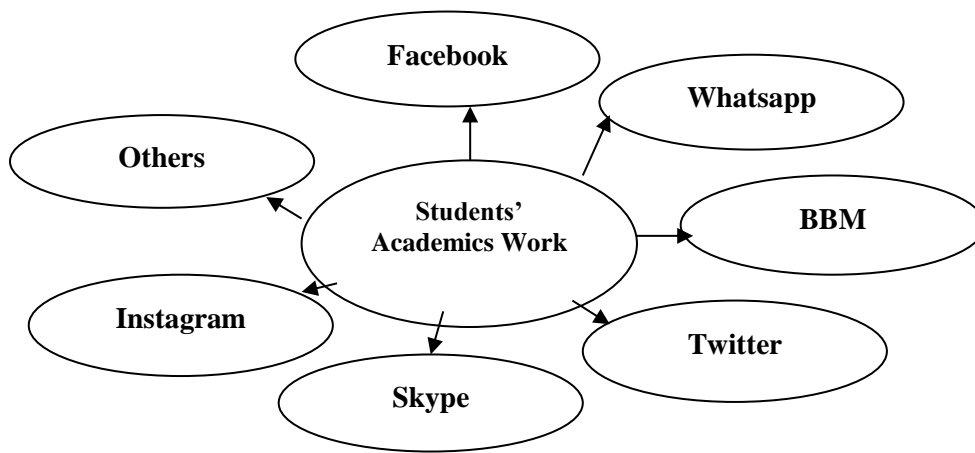 Facebook
Whatsapp
Others
Students’
Academics Work
BBM
Instagram
Twitter
Skype